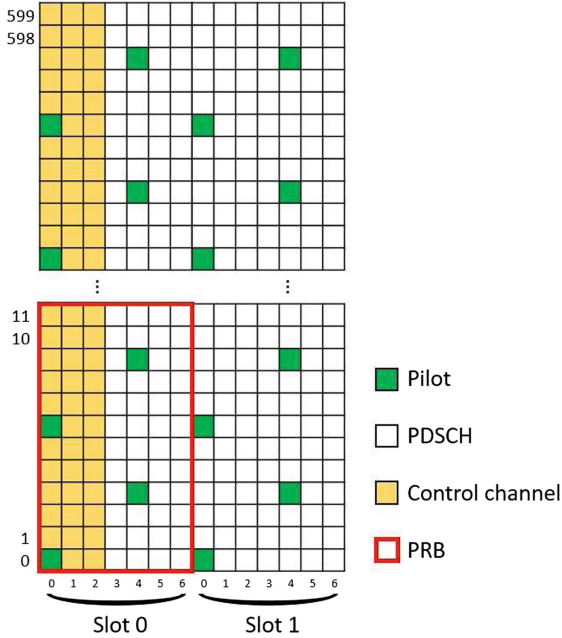 599
598
⋮ ⋮
11
10
Pilot
PDSCH
Control channel
1
PRB
0
0 1 2 3 4 5 6 0 1 2 3 4 5 6
Slot 0 Slot 1